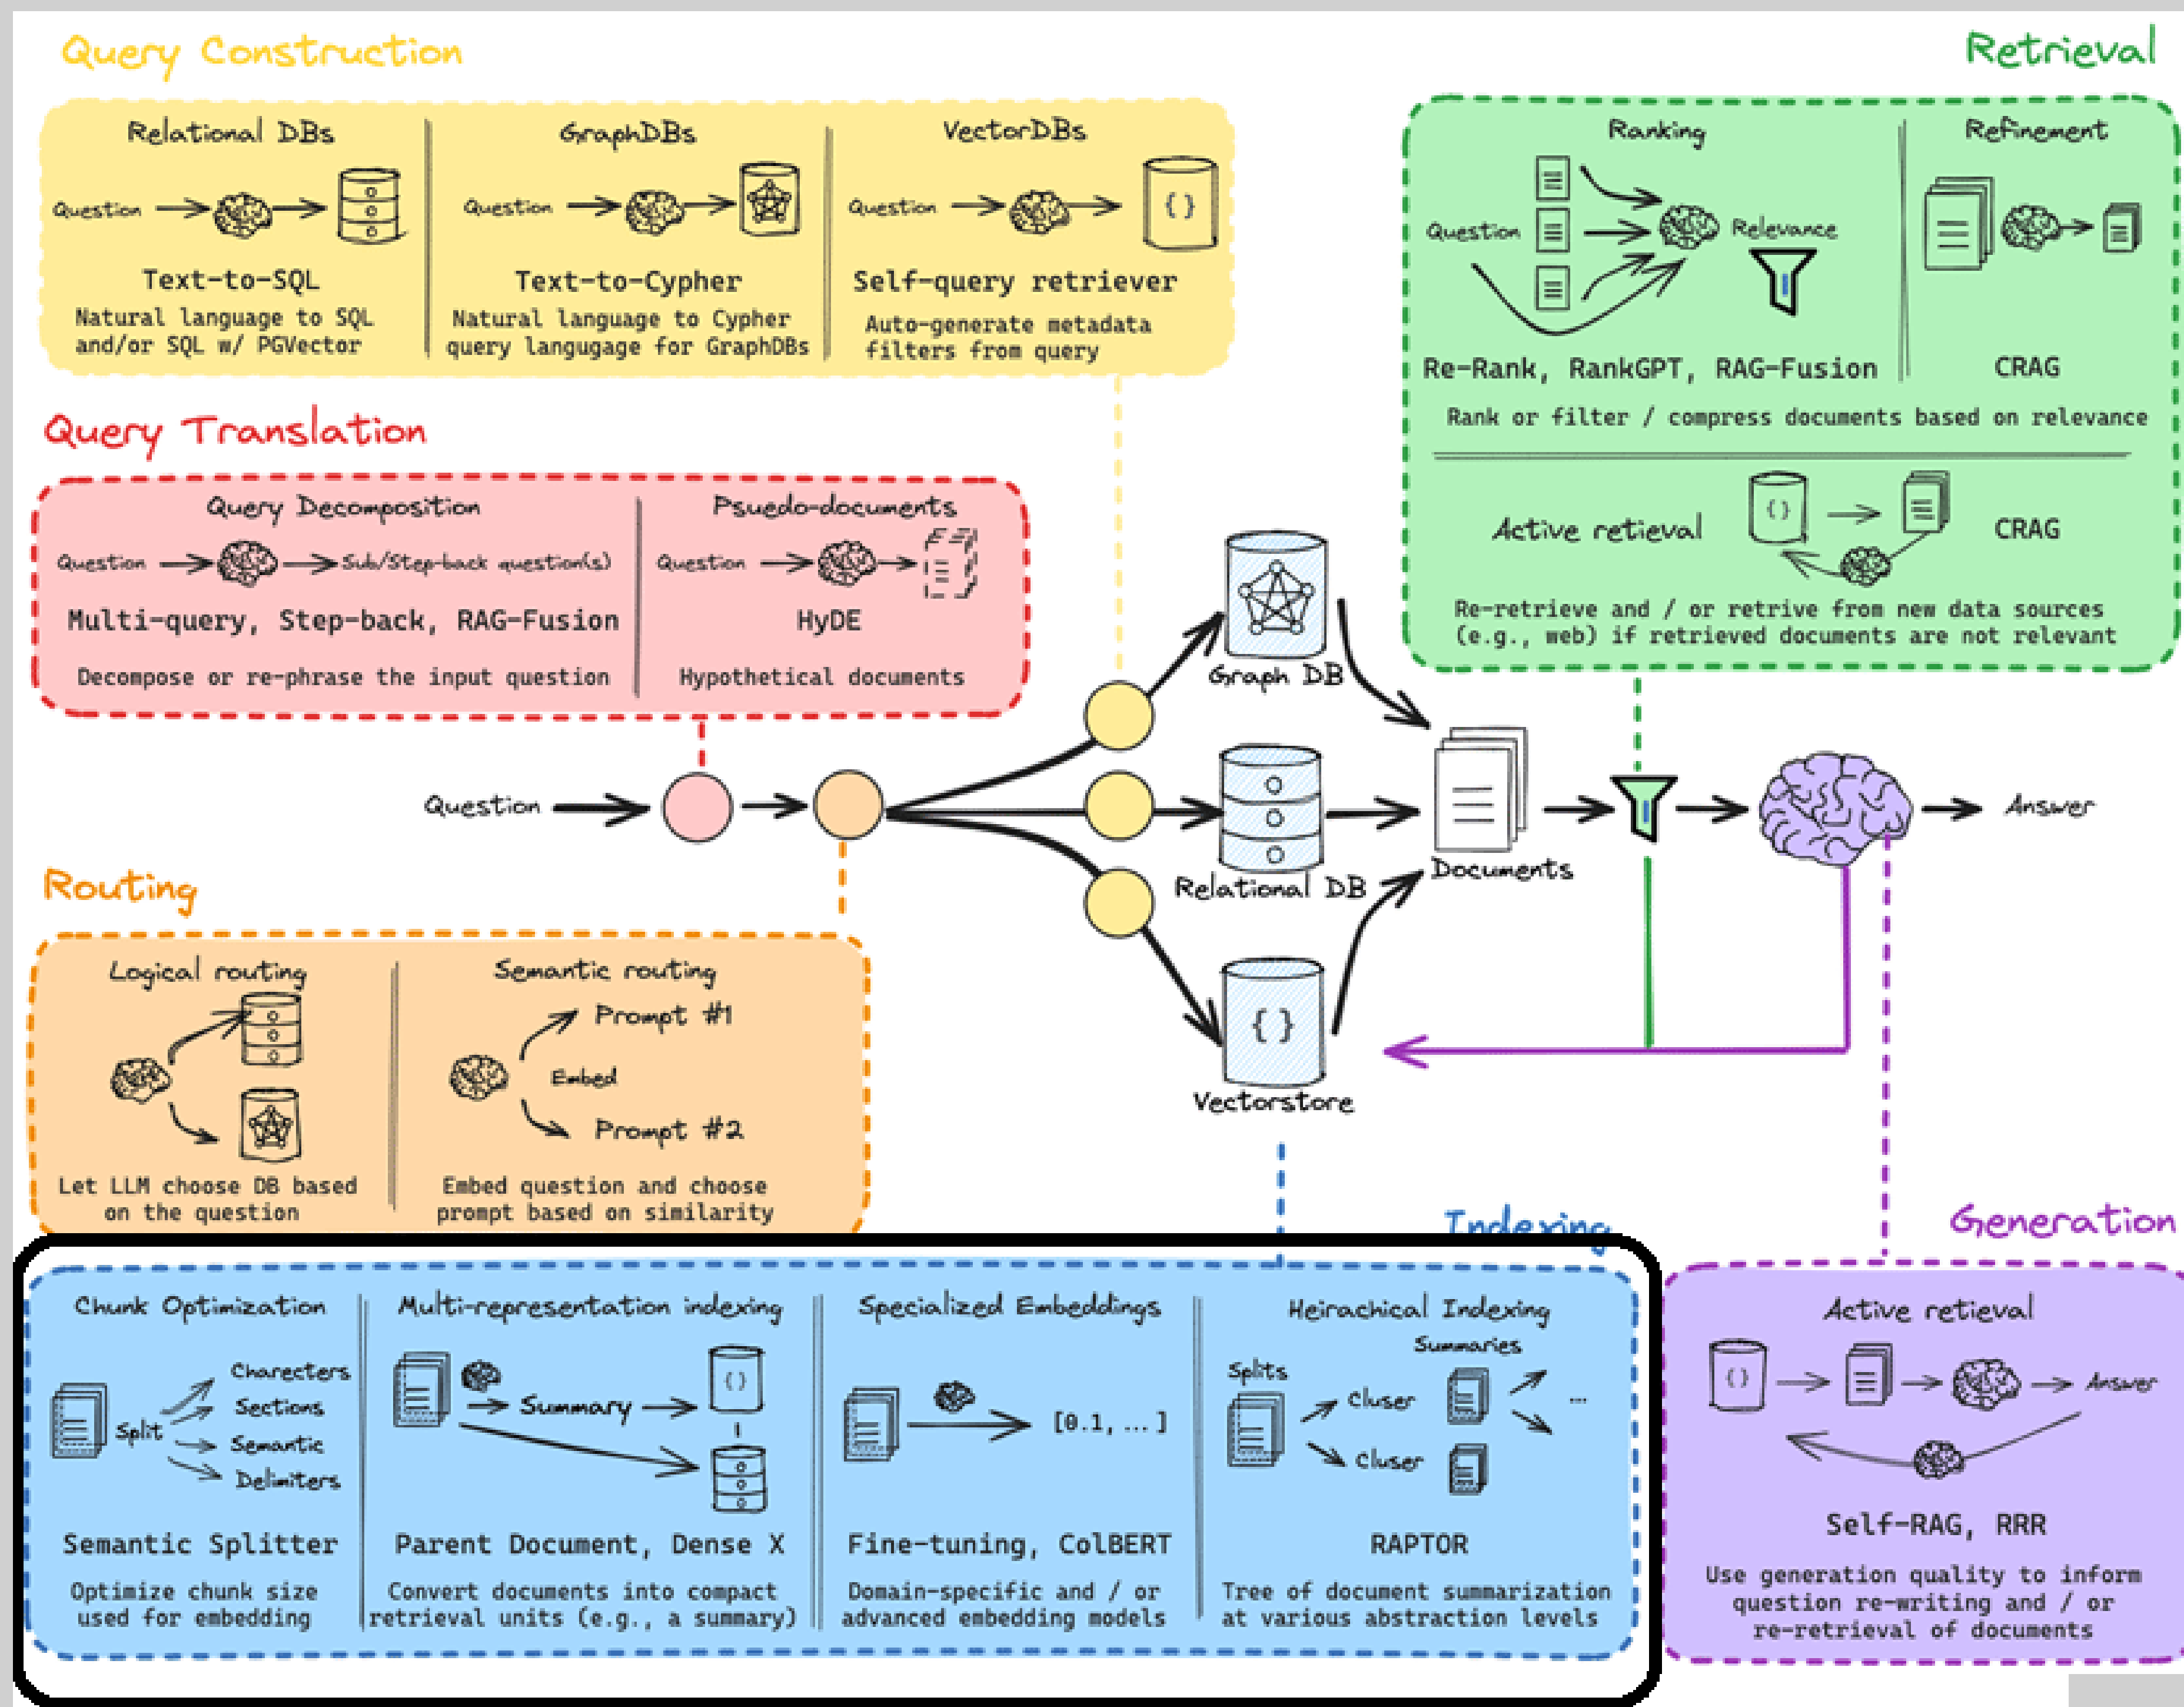 Query Construction
Relational DBs
Question
Text-to-SQL
Natural language to SQL
and/or SQL w/ PGVector
GraphDBs
Question
Text-to-Cypher
Natural language to Cypher
query langugage for GraphDBs
VectorDBs
Question
{}
Self-query retriever
Auto-generate metadata
filters from query
Retrieval
Ranking
Question
Relevance
Re-Rank, RankGPT, RAG-Fusion
Refinement
CRAG
Rank or filter / compress documents based on relevance
Active retieval
{}
CRAG
Re-retrieve and / or retrive from new data sources
(e.g., web) if retrieved documents are not relevant
Query Translation
Query Decomposition
Question
Sub/Step-back question(s)
Multi-query, Step-back, RAG-Fusion
Decompose or re-phrase the input question
Psuedo-documents
Question
HyDE
Hypothetical documents
Question
Graph DB
Relational DB
{}
Vectorstore
Documents
Answer
Routing
Logical routing
Let LLM choose DB based
on the question
Semantic routing
Prompt #1
Embed
Prompt #2
Embed question and choose
prompt based on similarity
Indexing
Chunk Optimization
Split
Charecters
Sections
Semantic
Delimiters
Semantic Splitter
Optimize chunk size
used for embedding
Multi-representation indexing
Summary
{}
Parent Document, Dense X
Convert documents into compact
retrieval units (e.g., a summary)
Specialized Embeddings
[0.1, ... ]
Fine-tuning, ColBERT
Domain-specific and / or
advanced embedding models
Heirachical Indexing
Summaries
Splits
Cluser
...
Cluser
RAPTOR
Tree of document summarization
at various abstraction levels
Generation
Active retieval
{}
Answer
Self-RAG, RRR
Use generation quality to inform
question re-writing and / or
re-retrieval of documents